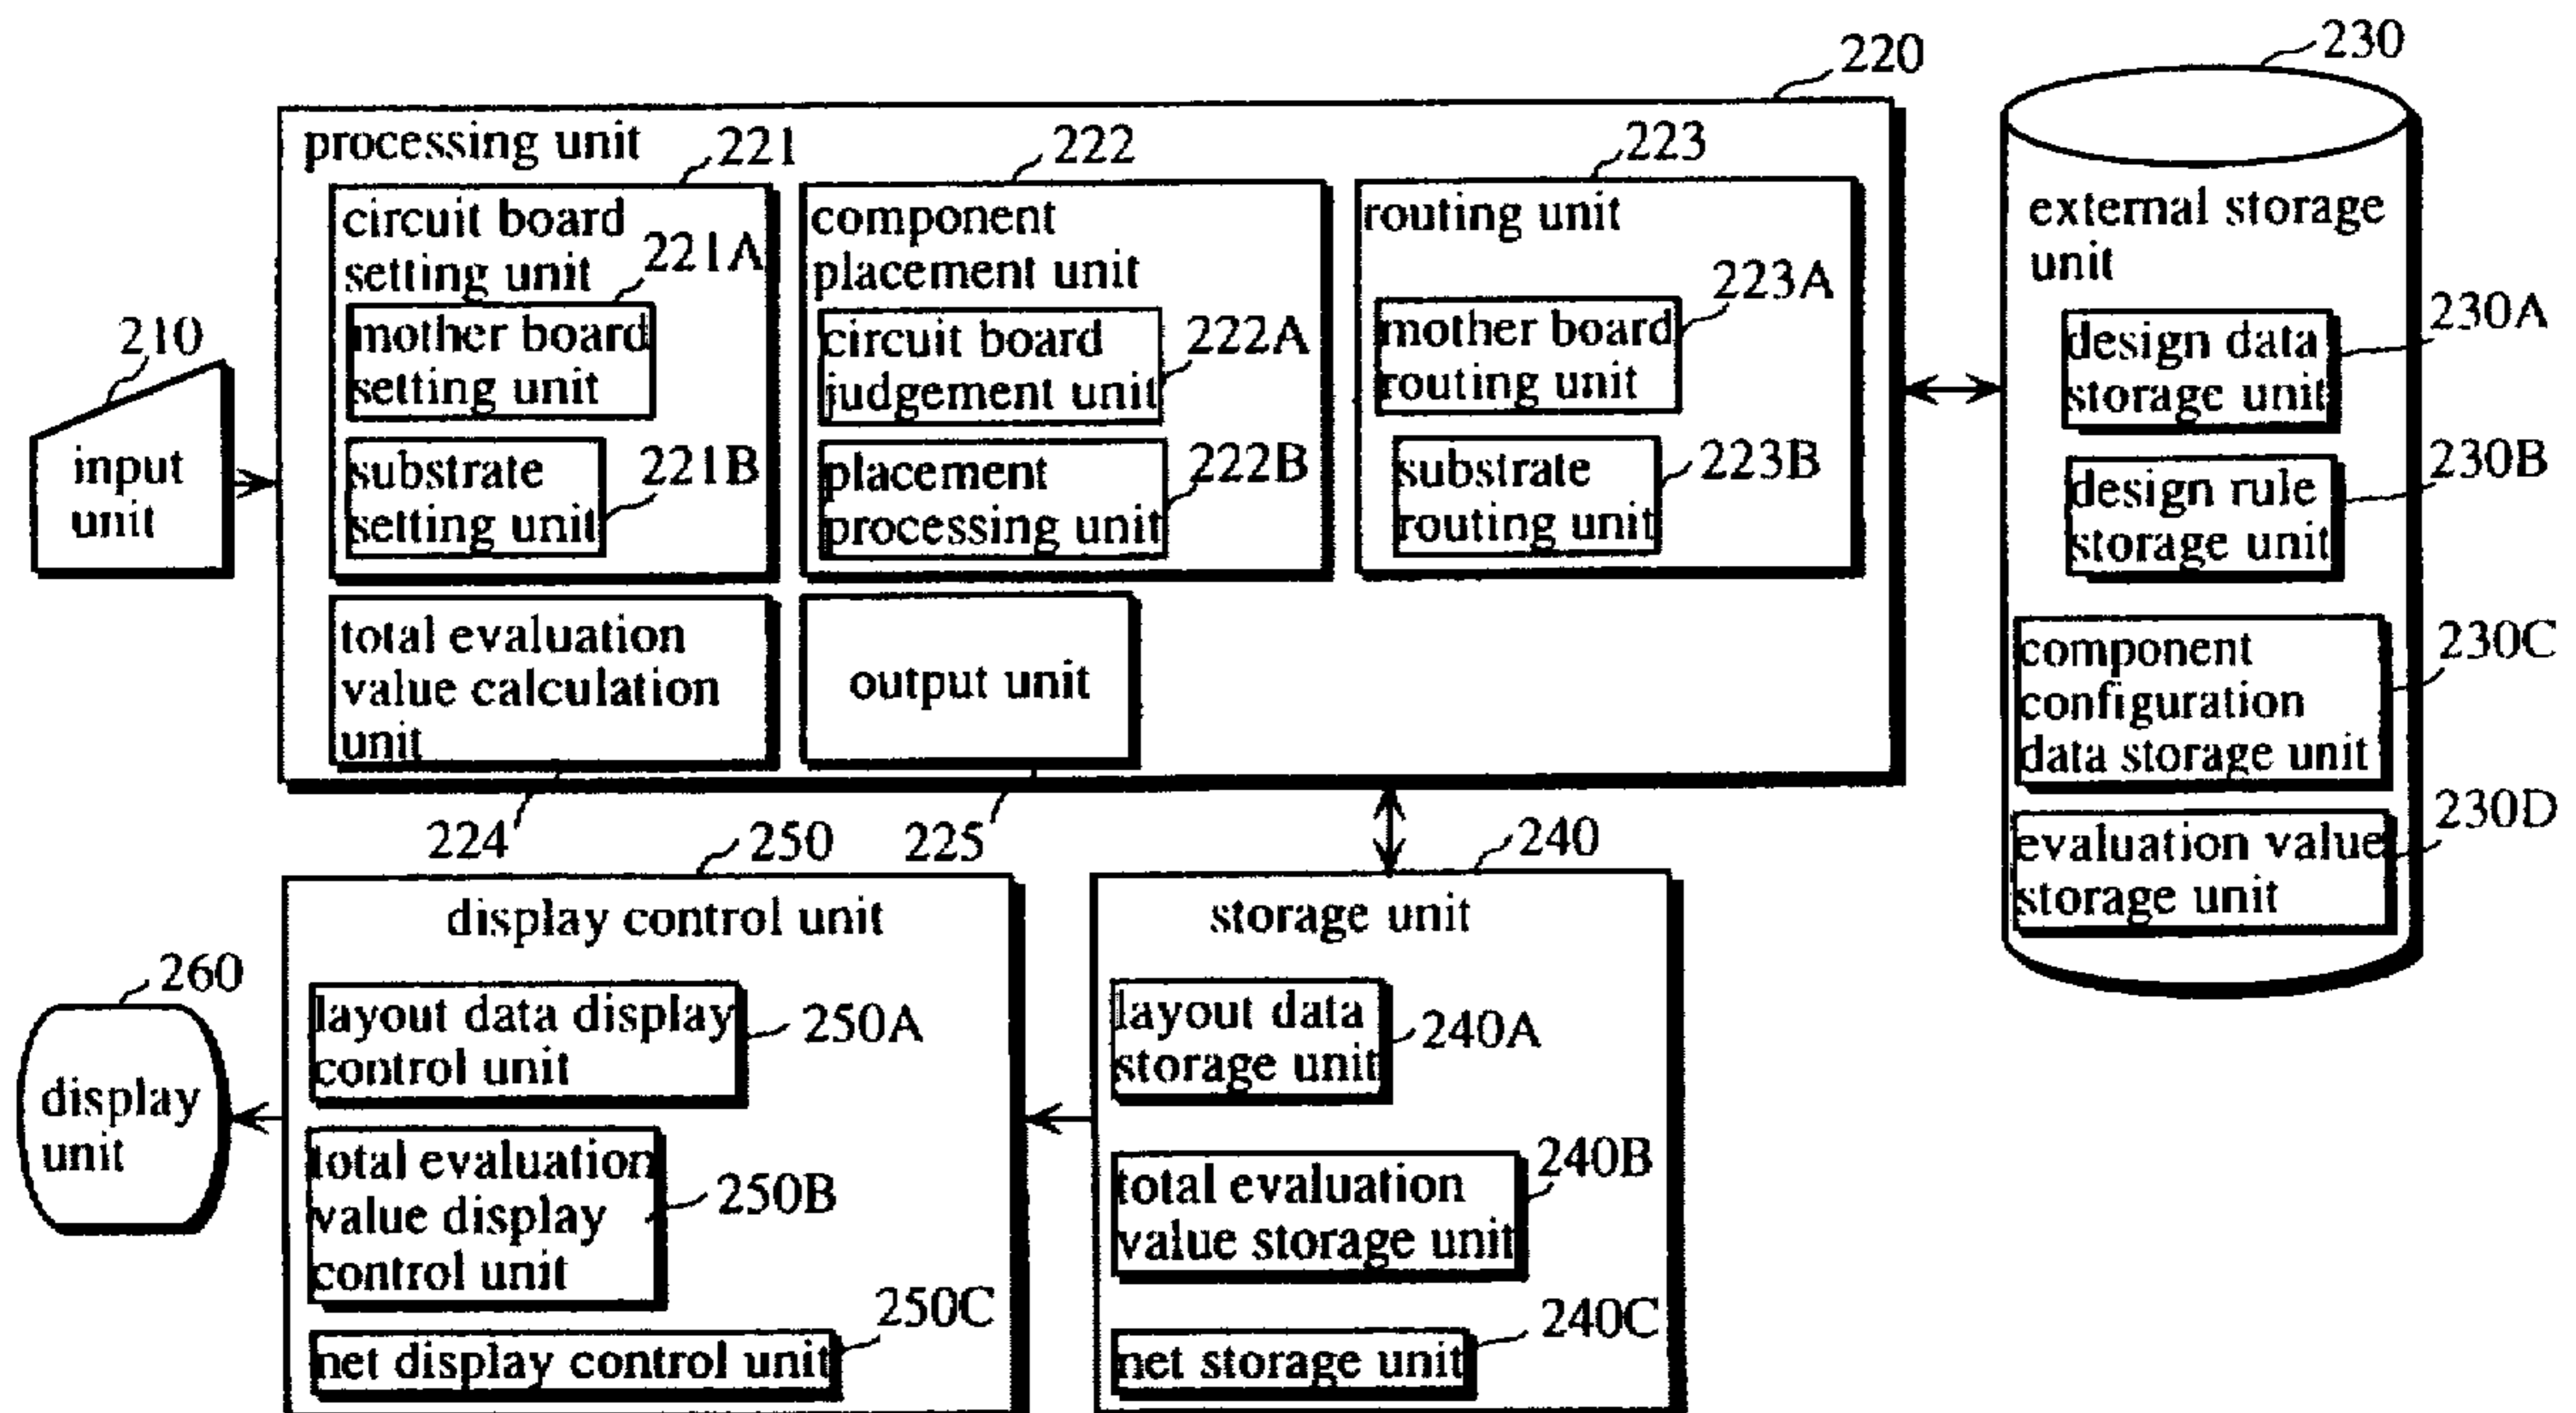 220
230
processing unit
221
222
223
circuit board
setting unit
221A
mother board
setting unit
substrate
setting unit
221B
component
placement unit
circuit board
judgement unit
222A
placement
processing unit
222B
routing unit
223A
mother board
routing unit
substrate
routing unit
223B
210
input
unit
total evaluation
value calculation
unit
output unit
224
225
external storage
unit
design data
storage unit
230A
design rule
storage unit
230B
component
configuration
data storage unit
230C
evaluation value
storage unit
230D
250
display control unit
layout data display
control unit
250A
total evaluation
value display
control unit
250B
net display control unit
250C
240
storage unit
layout data
storage unit
240A
total evaluation
value storage unit
240B
net storage unit
240C
260
display
unit